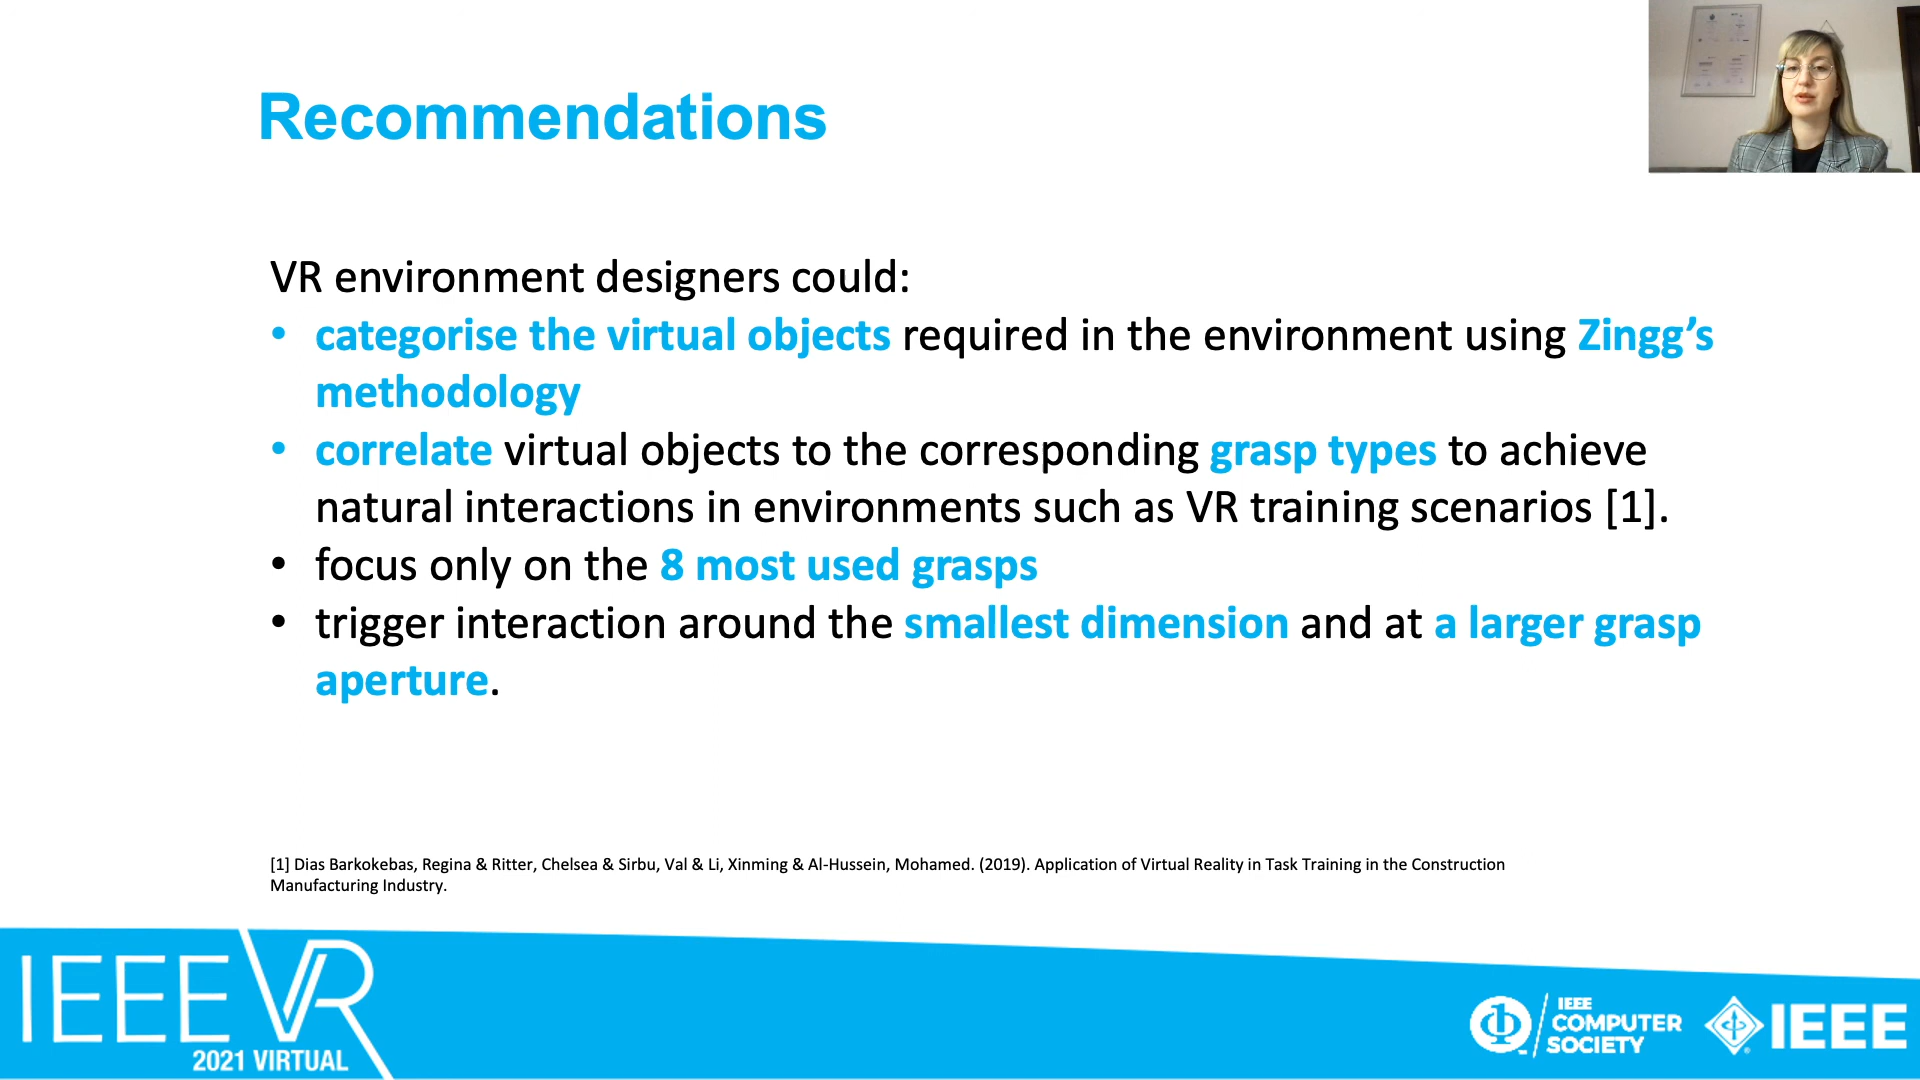 Recommendations
VR environment designers could:
• categorise the virtual objects required in the environment using Zingg’s
methodology
• correlate virtual objects to the corresponding grasp types to achieve
natural interactions in environments such as VR training scenarios [1].
• focus only on the 8 most used grasps
• trigger interaction around the smallest dimension and at a larger grasp
aperture.
[1] Dias Barkokebas, Regina & Ritter, Chelsea & Sirbu, Val & Li, Xinming & Al-Hussein, Mohamed. (2019). Application of Virtual Reality in Task Training in the Construction
Manufacturing Industry.
IEEE VR
2021 VIRTUAL
IEEE
COMPUTER
SOCIETY
IEEE